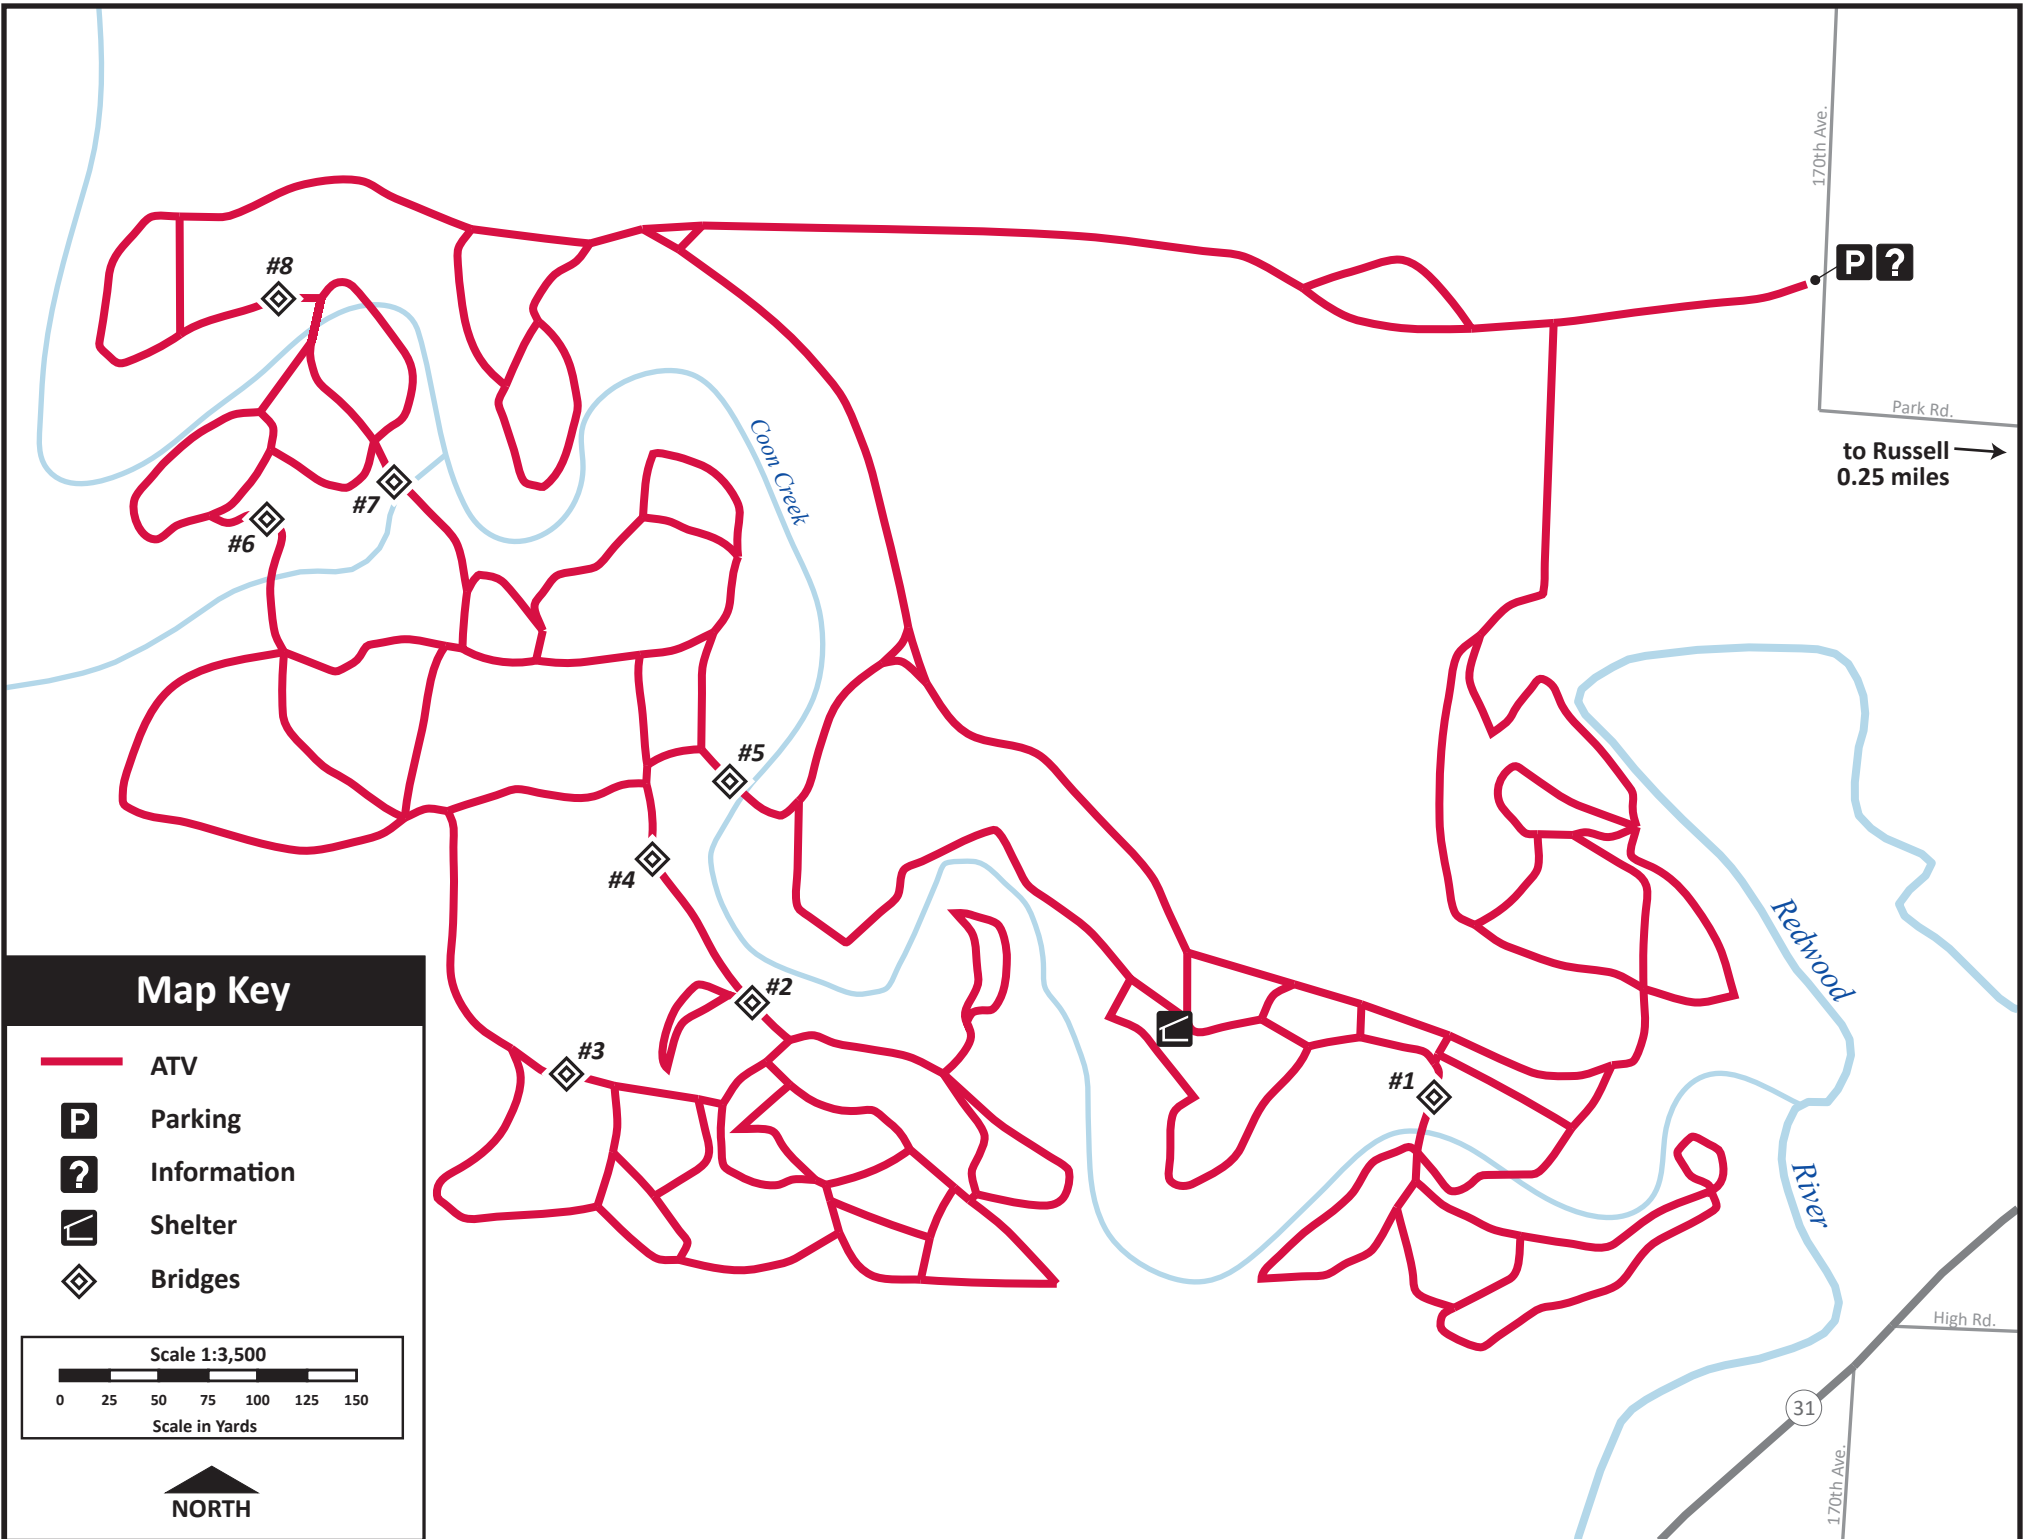 170th Ave.
P ?
#8
Park Rd.
to Russell
0.25 miles
Coon Creek
#7
#6
#5
#4
Redwood
River
#2
#3
#1
Map Key
ATV
P Parking
? Information
Shelter
Bridges
Scale 1:3,500
0 25 50 75 100 125 150
Scale in Yards
NORTH
High Rd.
31
170th Ave.